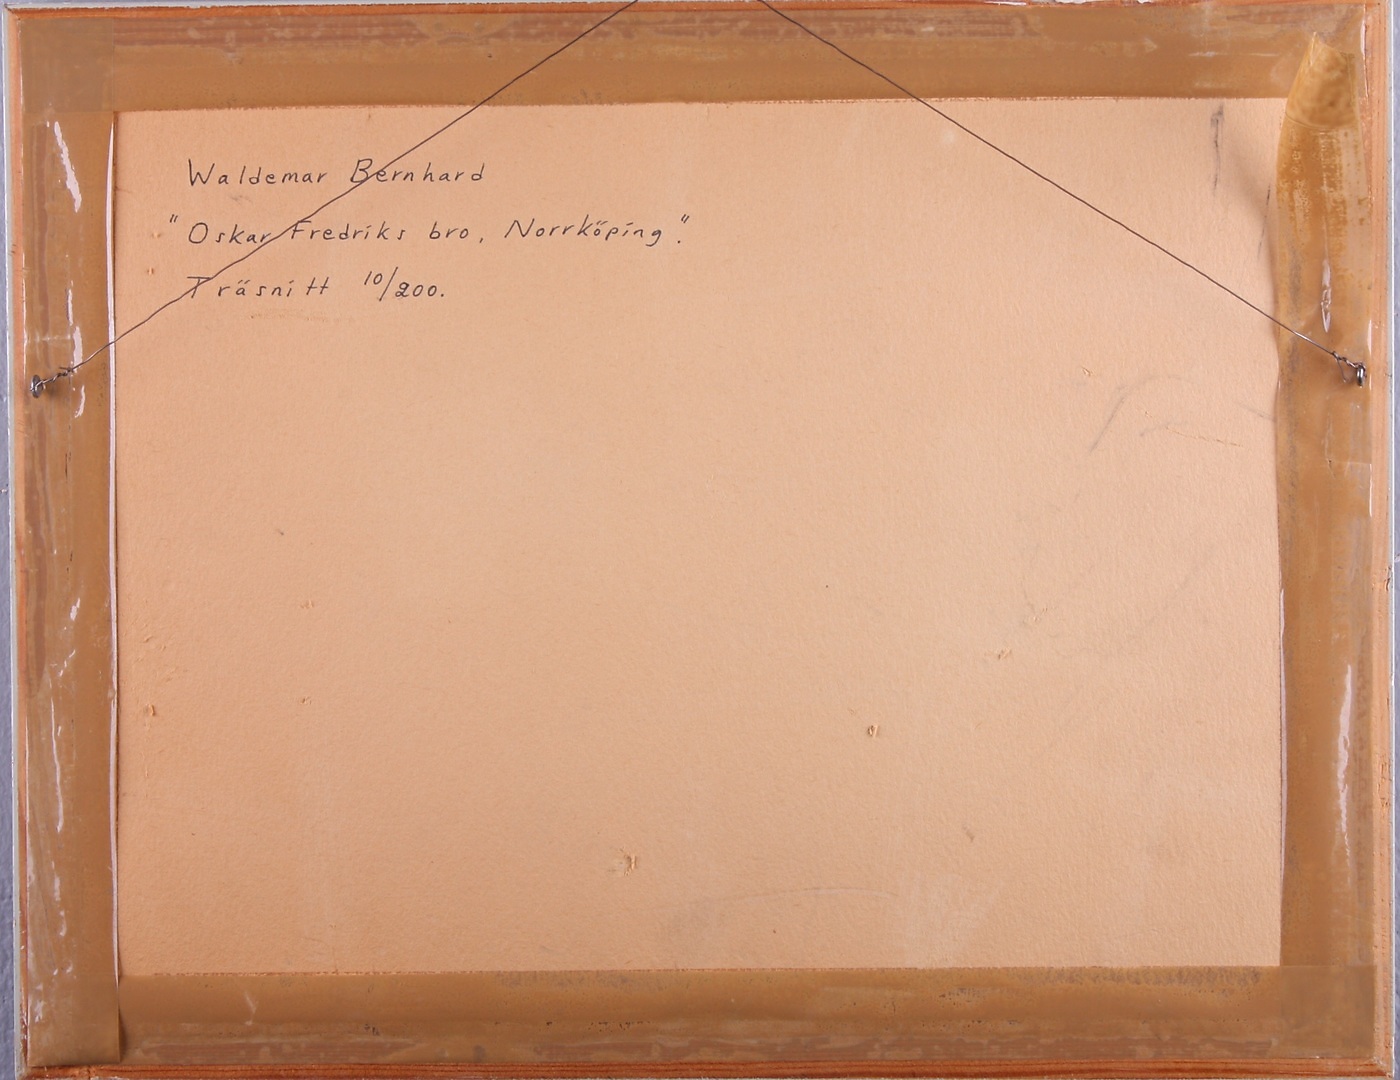 Waldemar Bernhard
"Oskar Fredriks bro, Norrköping".
Träsnitt 10/200.